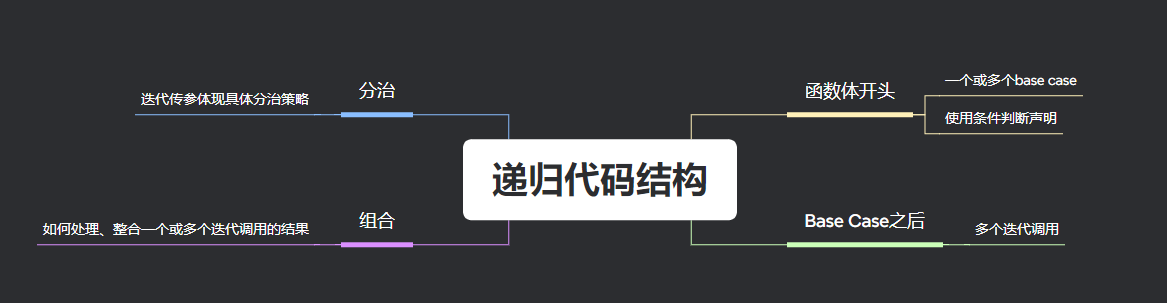 递归代码结构
函数体开头
一个或多个base case
使用条件判断声明
Base Case之后
多个迭代调用
分治
迭代传参体现具体分治策略
组合
如何处理、整合一个或多个迭代调用的结果